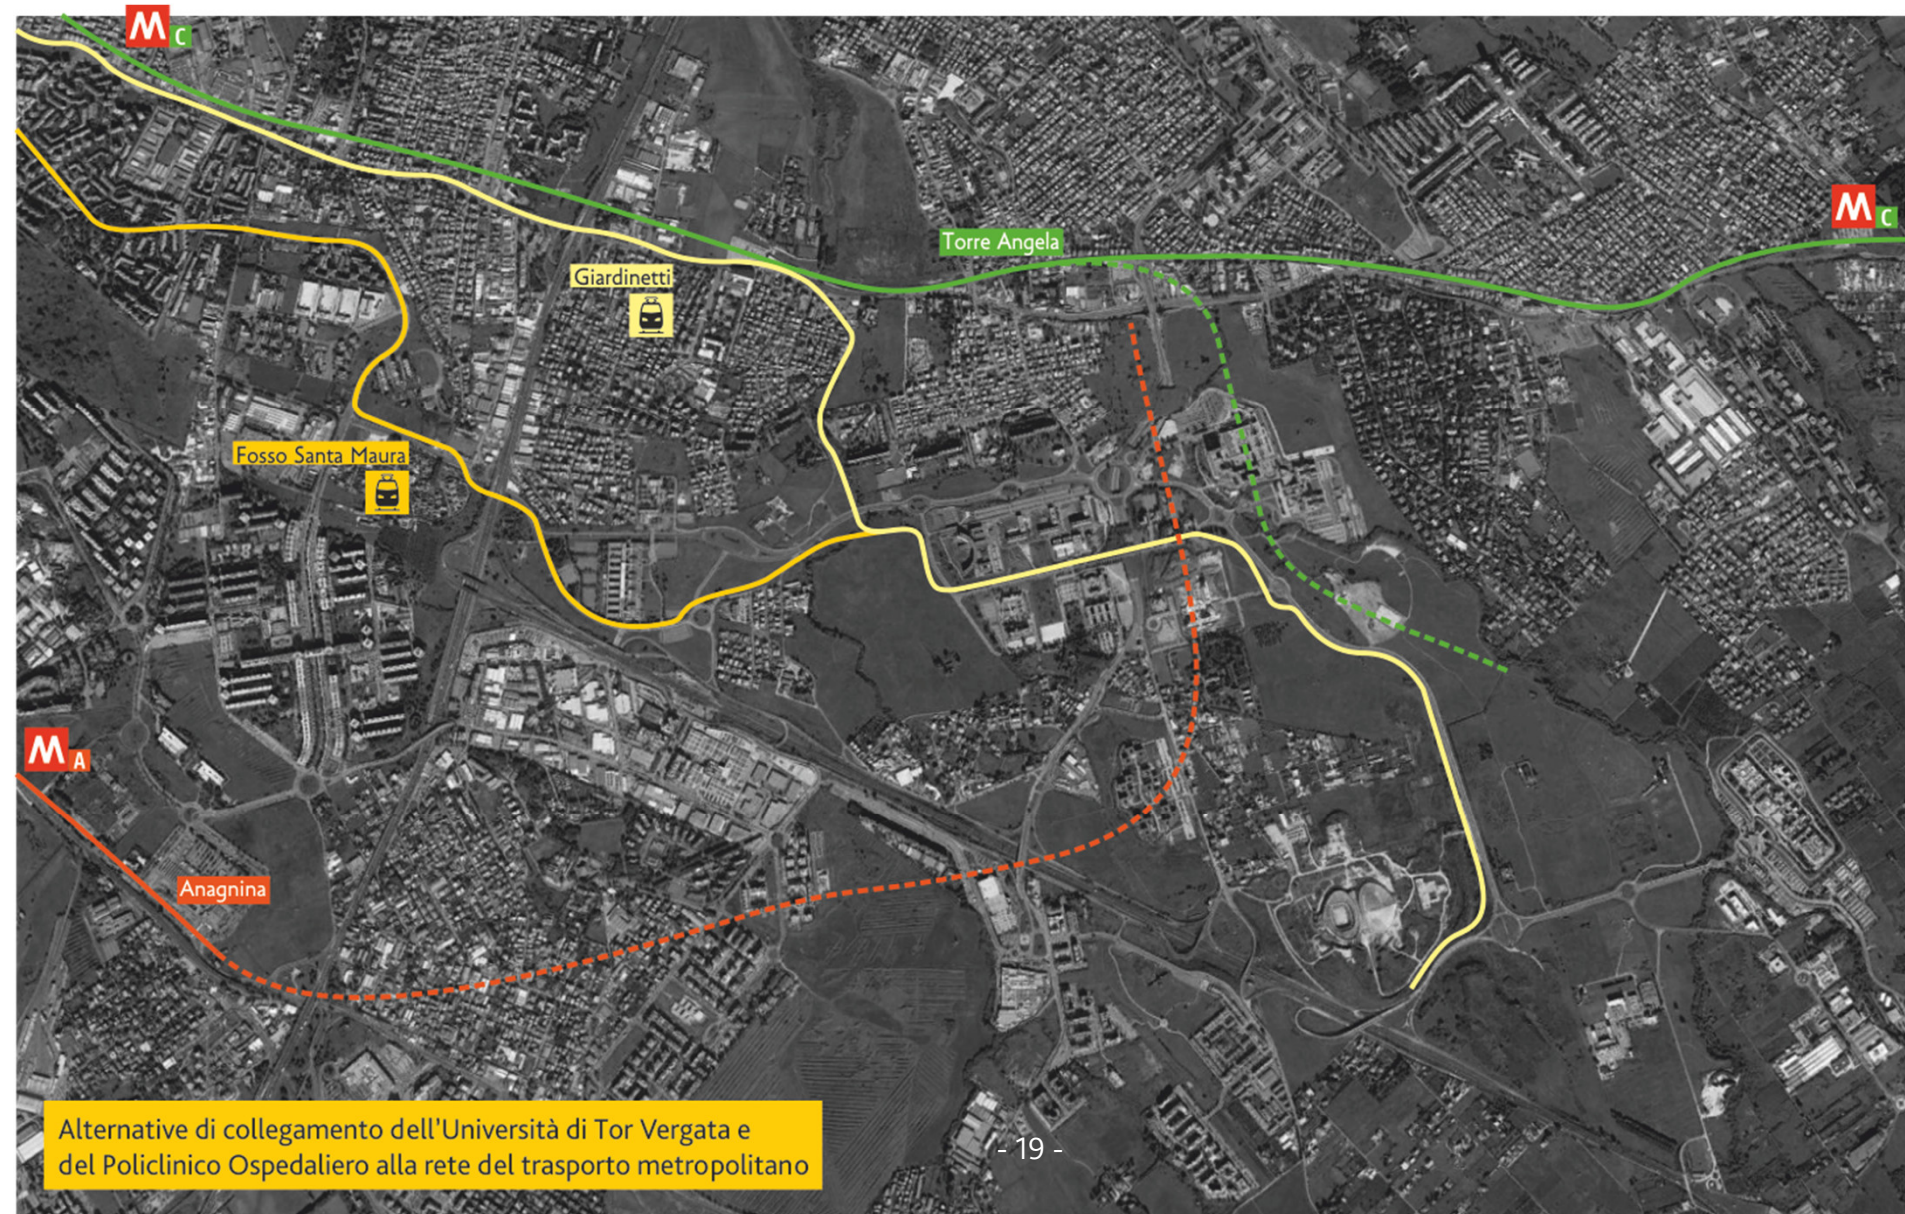 M C
M C
Torre Angela
Giardinetti
Fosso Santa Maura
M A
Anagnina
Alternative di collegamento dell'Università di Tor Vergata e
del Policlinico Ospedaliero alla rete del trasporto metropolitano
- 19 -